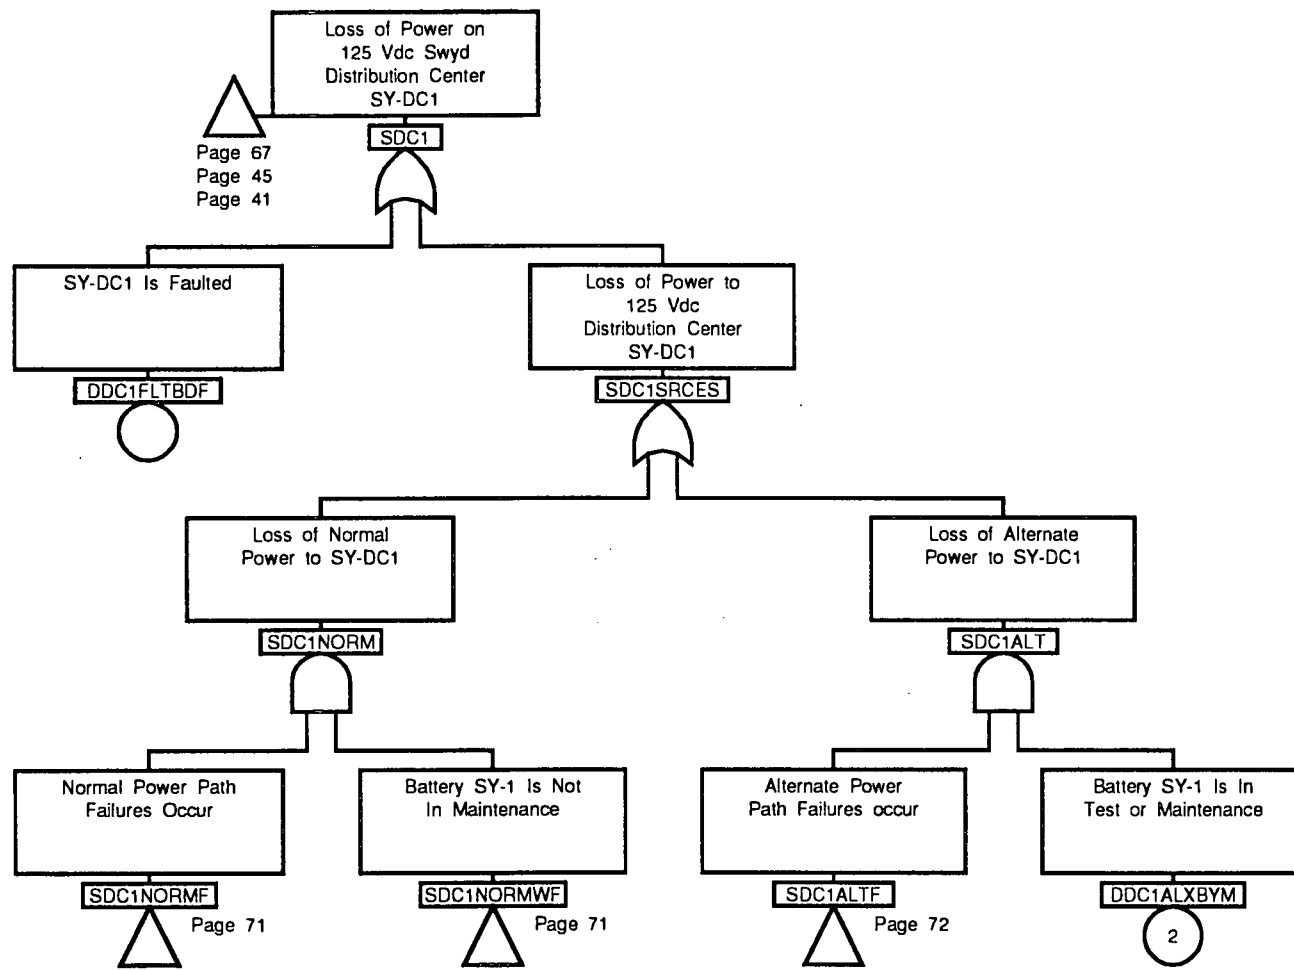 Loss of Power on
125 Vdc Swyd
Distribution Center
SY-DC1
SDC1
Page 67
Page 45
Page 41
SY-DC1 Is Faulted
DDC1FLTBDF
Loss of Power to
125 Vdc
Distribution Center
SY-DC1
SDC1SRCES
Loss of Normal
Power to SY-DC1
SDC1NORM
Loss of Alternate
Power to SY-DC1
SDC1ALT
Normal Power Path
Failures Occur
SDC1NORMF
Page 71
Battery SY-1 Is Not
In Maintenance
SDC1NORMWF
Page 71
Alternate Power
Path Failures occur
SDC1ALTF
Page 72
Battery SY-1 Is In
Test or Maintenance
DDC1ALXBYM
2